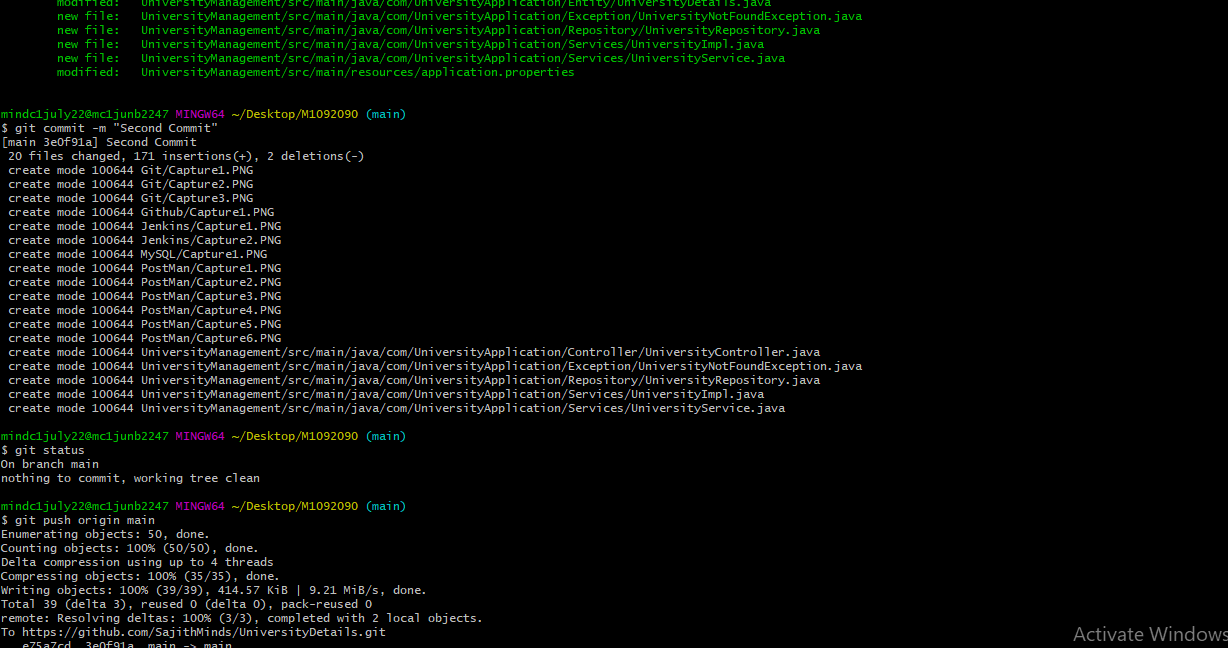 modified:   UniversityManagement/src/main/java/com/UniversityApplication/Entity/UniversityDetails.java
new file:   UniversityManagement/src/main/java/com/UniversityApplication/Exception/UniversityNotFoundException.java
new file:   UniversityManagement/src/main/java/com/UniversityApplication/Repository/UniversityRepository.java
new file:   UniversityManagement/src/main/java/com/UniversityApplication/Services/UniversityImpl.java
new file:   UniversityManagement/src/main/java/com/UniversityApplication/Services/UniversityService.java
modified:   UniversityManagement/src/main/resources/application.properties
mindc1july22@mc1junb2247 MINGW64 ~/Desktop/M1092090 (main)
$ git commit -m "Second Commit"
[main 3e0f91a] Second Commit
20 files changed, 171 insertions(+), 2 deletions(-)
create mode 100644 Git/Capture1.PNG
create mode 100644 Git/Capture2.PNG
create mode 100644 Git/Capture3.PNG
create mode 100644 Github/Capture1.PNG
create mode 100644 Jenkins/Capture1.PNG
create mode 100644 Jenkins/Capture2.PNG
create mode 100644 MySQL/Capture1.PNG
create mode 100644 PostMan/Capture1.PNG
create mode 100644 PostMan/Capture2.PNG
create mode 100644 PostMan/Capture3.PNG
create mode 100644 PostMan/Capture4.PNG
create mode 100644 PostMan/Capture5.PNG
create mode 100644 PostMan/Capture6.PNG
create mode 100644 UniversityManagement/src/main/java/com/UniversityApplication/Controller/UniversityController.java
create mode 100644 UniversityManagement/src/main/java/com/UniversityApplication/Exception/UniversityNotFoundException.java
create mode 100644 UniversityManagement/src/main/java/com/UniversityApplication/Repository/UniversityRepository.java
create mode 100644 UniversityManagement/src/main/java/com/UniversityApplication/Services/UniversityImpl.java
create mode 100644 UniversityManagement/src/main/java/com/UniversityApplication/Services/UniversityService.java
mindc1july22@mc1junb2247 MINGW64 ~/Desktop/M1092090 (main)
$ git status
On branch main
nothing to commit, working tree clean
mindc1july22@mc1junb2247 MINGW64 ~/Desktop/M1092090 (main)
$ git push origin main
Enumerating objects: 50, done.
Counting objects: 100% (50/50), done.
Delta compression using up to 4 threads
Compressing objects: 100% (35/35), done.
Writing objects: 100% (39/39), 414.57 KiB | 9.21 MiB/s, done.
Total 39 (delta 3), reused 0 (delta 0), pack-reused 0
remote: Resolving deltas: 100% (3/3), completed with 2 local objects.
To https://github.com/SajithMinds/UniversityDetails.git
e75a7cd..3e0f91a  main -> main
Activate Windows